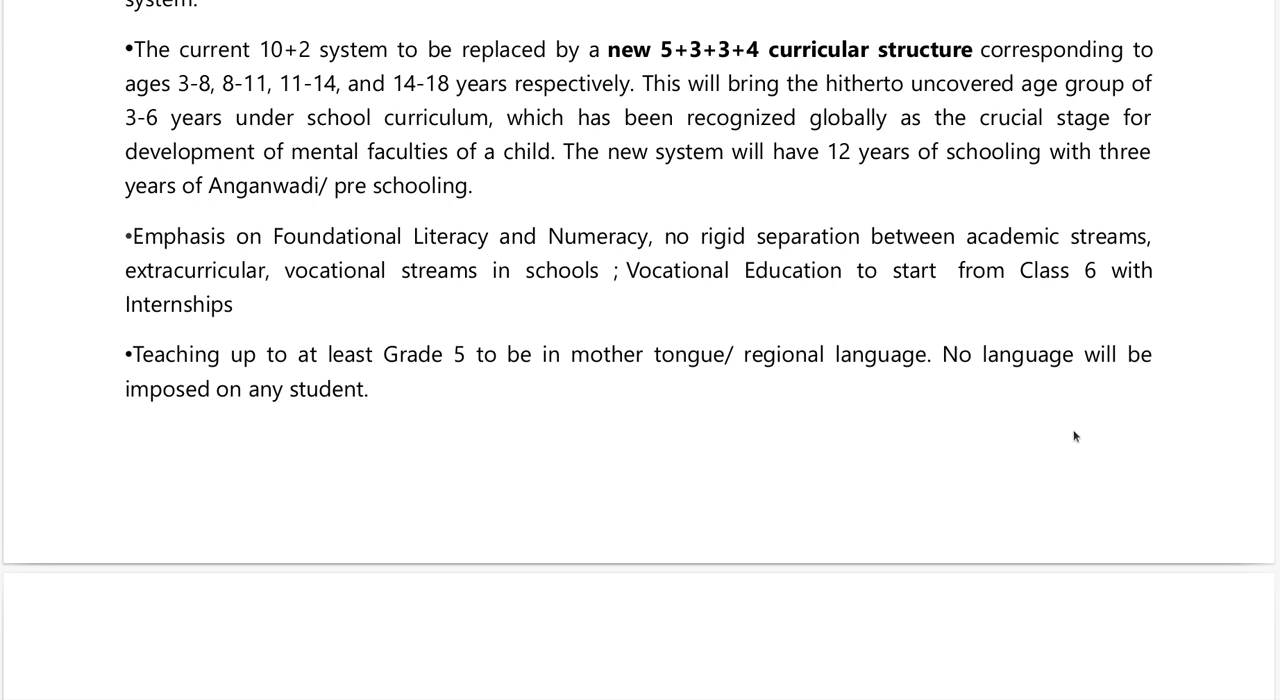 system.
•The current 10+2 system to be replaced by a new 5+3+3+4 curricular structure corresponding to
ages 3-8, 8-11, 11-14, and 14-18 years respectively. This will bring the hitherto uncovered age group of
3-6 years under school curriculum, which has been recognized globally as the crucial stage for
development of mental faculties of a child. The new system will have 12 years of schooling with three
years of Anganwadi/ pre schooling.
•Emphasis on Foundational Literacy and Numeracy, no rigid separation between academic streams,
extracurricular, vocational streams in schools ; Vocational Education to start from Class 6 with
Internships
•Teaching up to at least Grade 5 to be in mother tongue/ regional language. No language will be
imposed on any student.